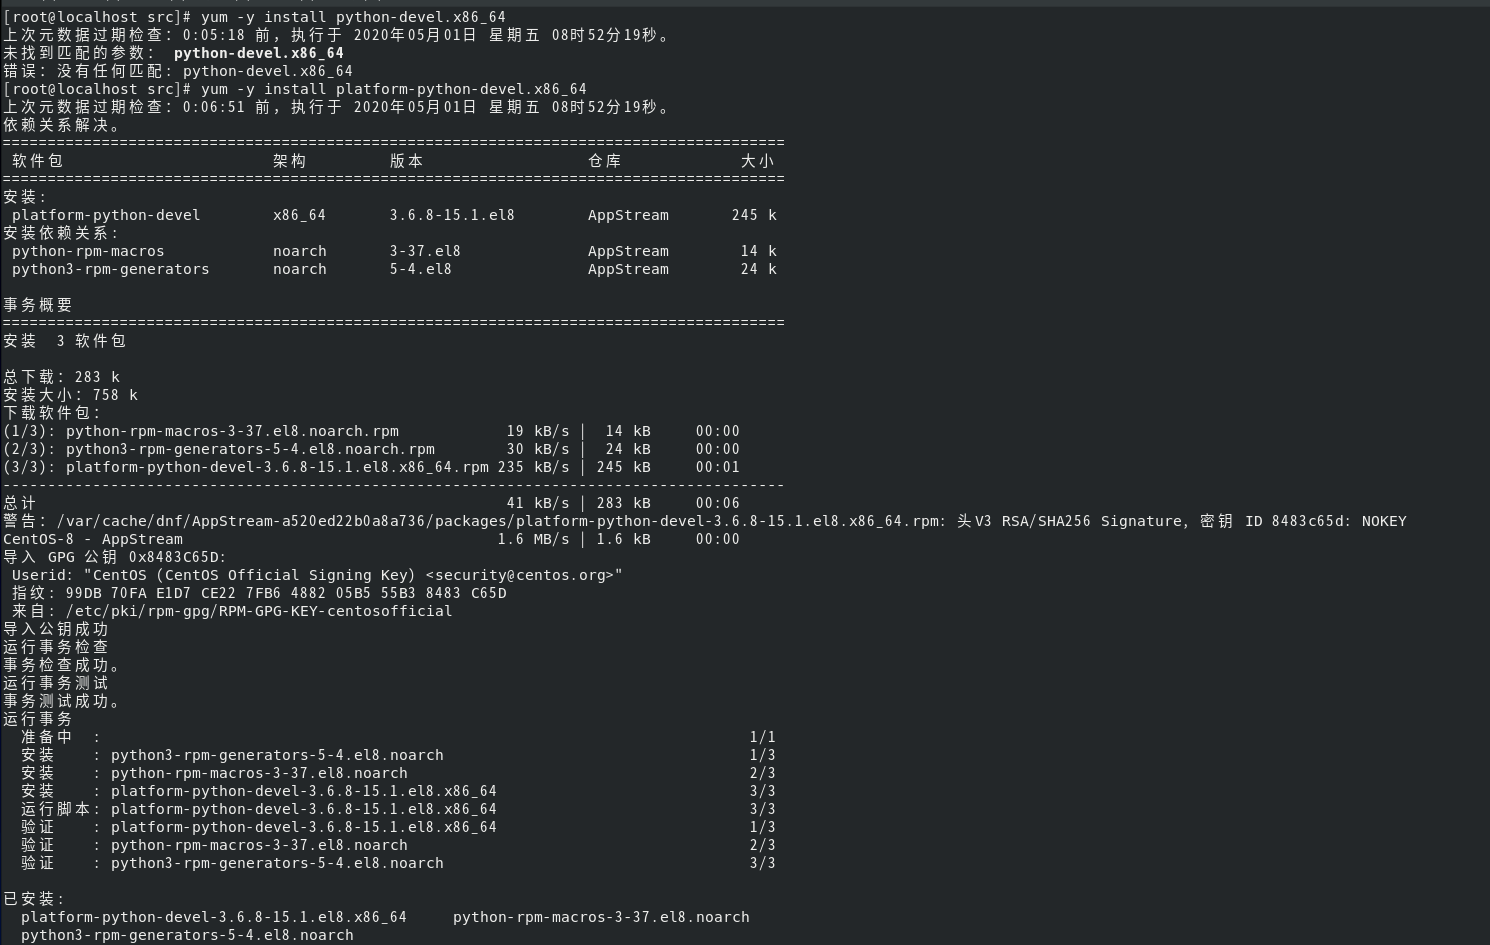 [root@localhost src]# yum -y install python-devel.x86_64
上次元数据过期检查：0:05:18 前，执行于 2020年05月01日 星期五 08时52分19秒。
未找到匹配的参数： python-devel.x86_64
错误：没有任何匹配: python-devel.x86_64
[root@localhost src]# yum -y install platform-python-devel.x86_64
上次元数据过期检查：0:06:51 前，执行于 2020年05月01日 星期五 08时52分19秒。
依赖关系解决。
=======================================================================================
软件包 架构 版本 仓库 大小
=======================================================================================
安装:
platform-python-devel x86_64 3.6.8-15.1.el8 AppStream 245 k
安装依赖关系:
python-rpm-macros noarch 3-37.el8 AppStream 14 k
python3-rpm-generators noarch 5-4.el8 AppStream 24 k
事务概要
=======================================================================================
安装 3 软件包
总下载：283 k
安装大小：758 k
下载软件包：
(1/3): python-rpm-macros-3-37.el8.noarch.rpm 19 kB/s | 14 kB 00:00
(2/3): python3-rpm-generators-5-4.el8.noarch.rpm 30 kB/s | 24 kB 00:00
(3/3): platform-python-devel-3.6.8-15.1.el8.x86_64.rpm 235 kB/s | 245 kB 00:01
---------------------------------------------------------------------------------------
总计 41 kB/s | 283 kB 00:06
警告：/var/cache/dnf/AppStream-a520ed22b0a8a736/packages/platform-python-devel-3.6.8-15.1.el8.x86_64.rpm: 头V3 RSA/SHA256 Signature, 密钥 ID 8483c65d: NOKEY
CentOS-8 - AppStream 1.6 MB/s | 1.6 kB 00:00
导入 GPG 公钥 0x8483C65D:
Userid: "CentOS (CentOS Official Signing Key) <security@centos.org>"
指纹: 99DB 70FA E1D7 CE22 7FB6 4882 05B5 55B3 8483 C65D
来自: /etc/pki/rpm-gpg/RPM-GPG-KEY-centosofficial
导入公钥成功
运行事务检查
事务检查成功。
运行事务测试
事务测试成功。
运行事务
准备中 : 1/1
安装 : python3-rpm-generators-5-4.el8.noarch 1/3
安装 : python-rpm-macros-3-37.el8.noarch 2/3
安装 : platform-python-devel-3.6.8-15.1.el8.x86_64 3/3
运行脚本: platform-python-devel-3.6.8-15.1.el8.x86_64 3/3
验证 : platform-python-devel-3.6.8-15.1.el8.x86_64 1/3
验证 : python-rpm-macros-3-37.el8.noarch 2/3
验证 : python3-rpm-generators-5-4.el8.noarch 3/3
已安装:
platform-python-devel-3.6.8-15.1.el8.x86_64 python-rpm-macros-3-37.el8.noarch
python3-rpm-generators-5-4.el8.noarch